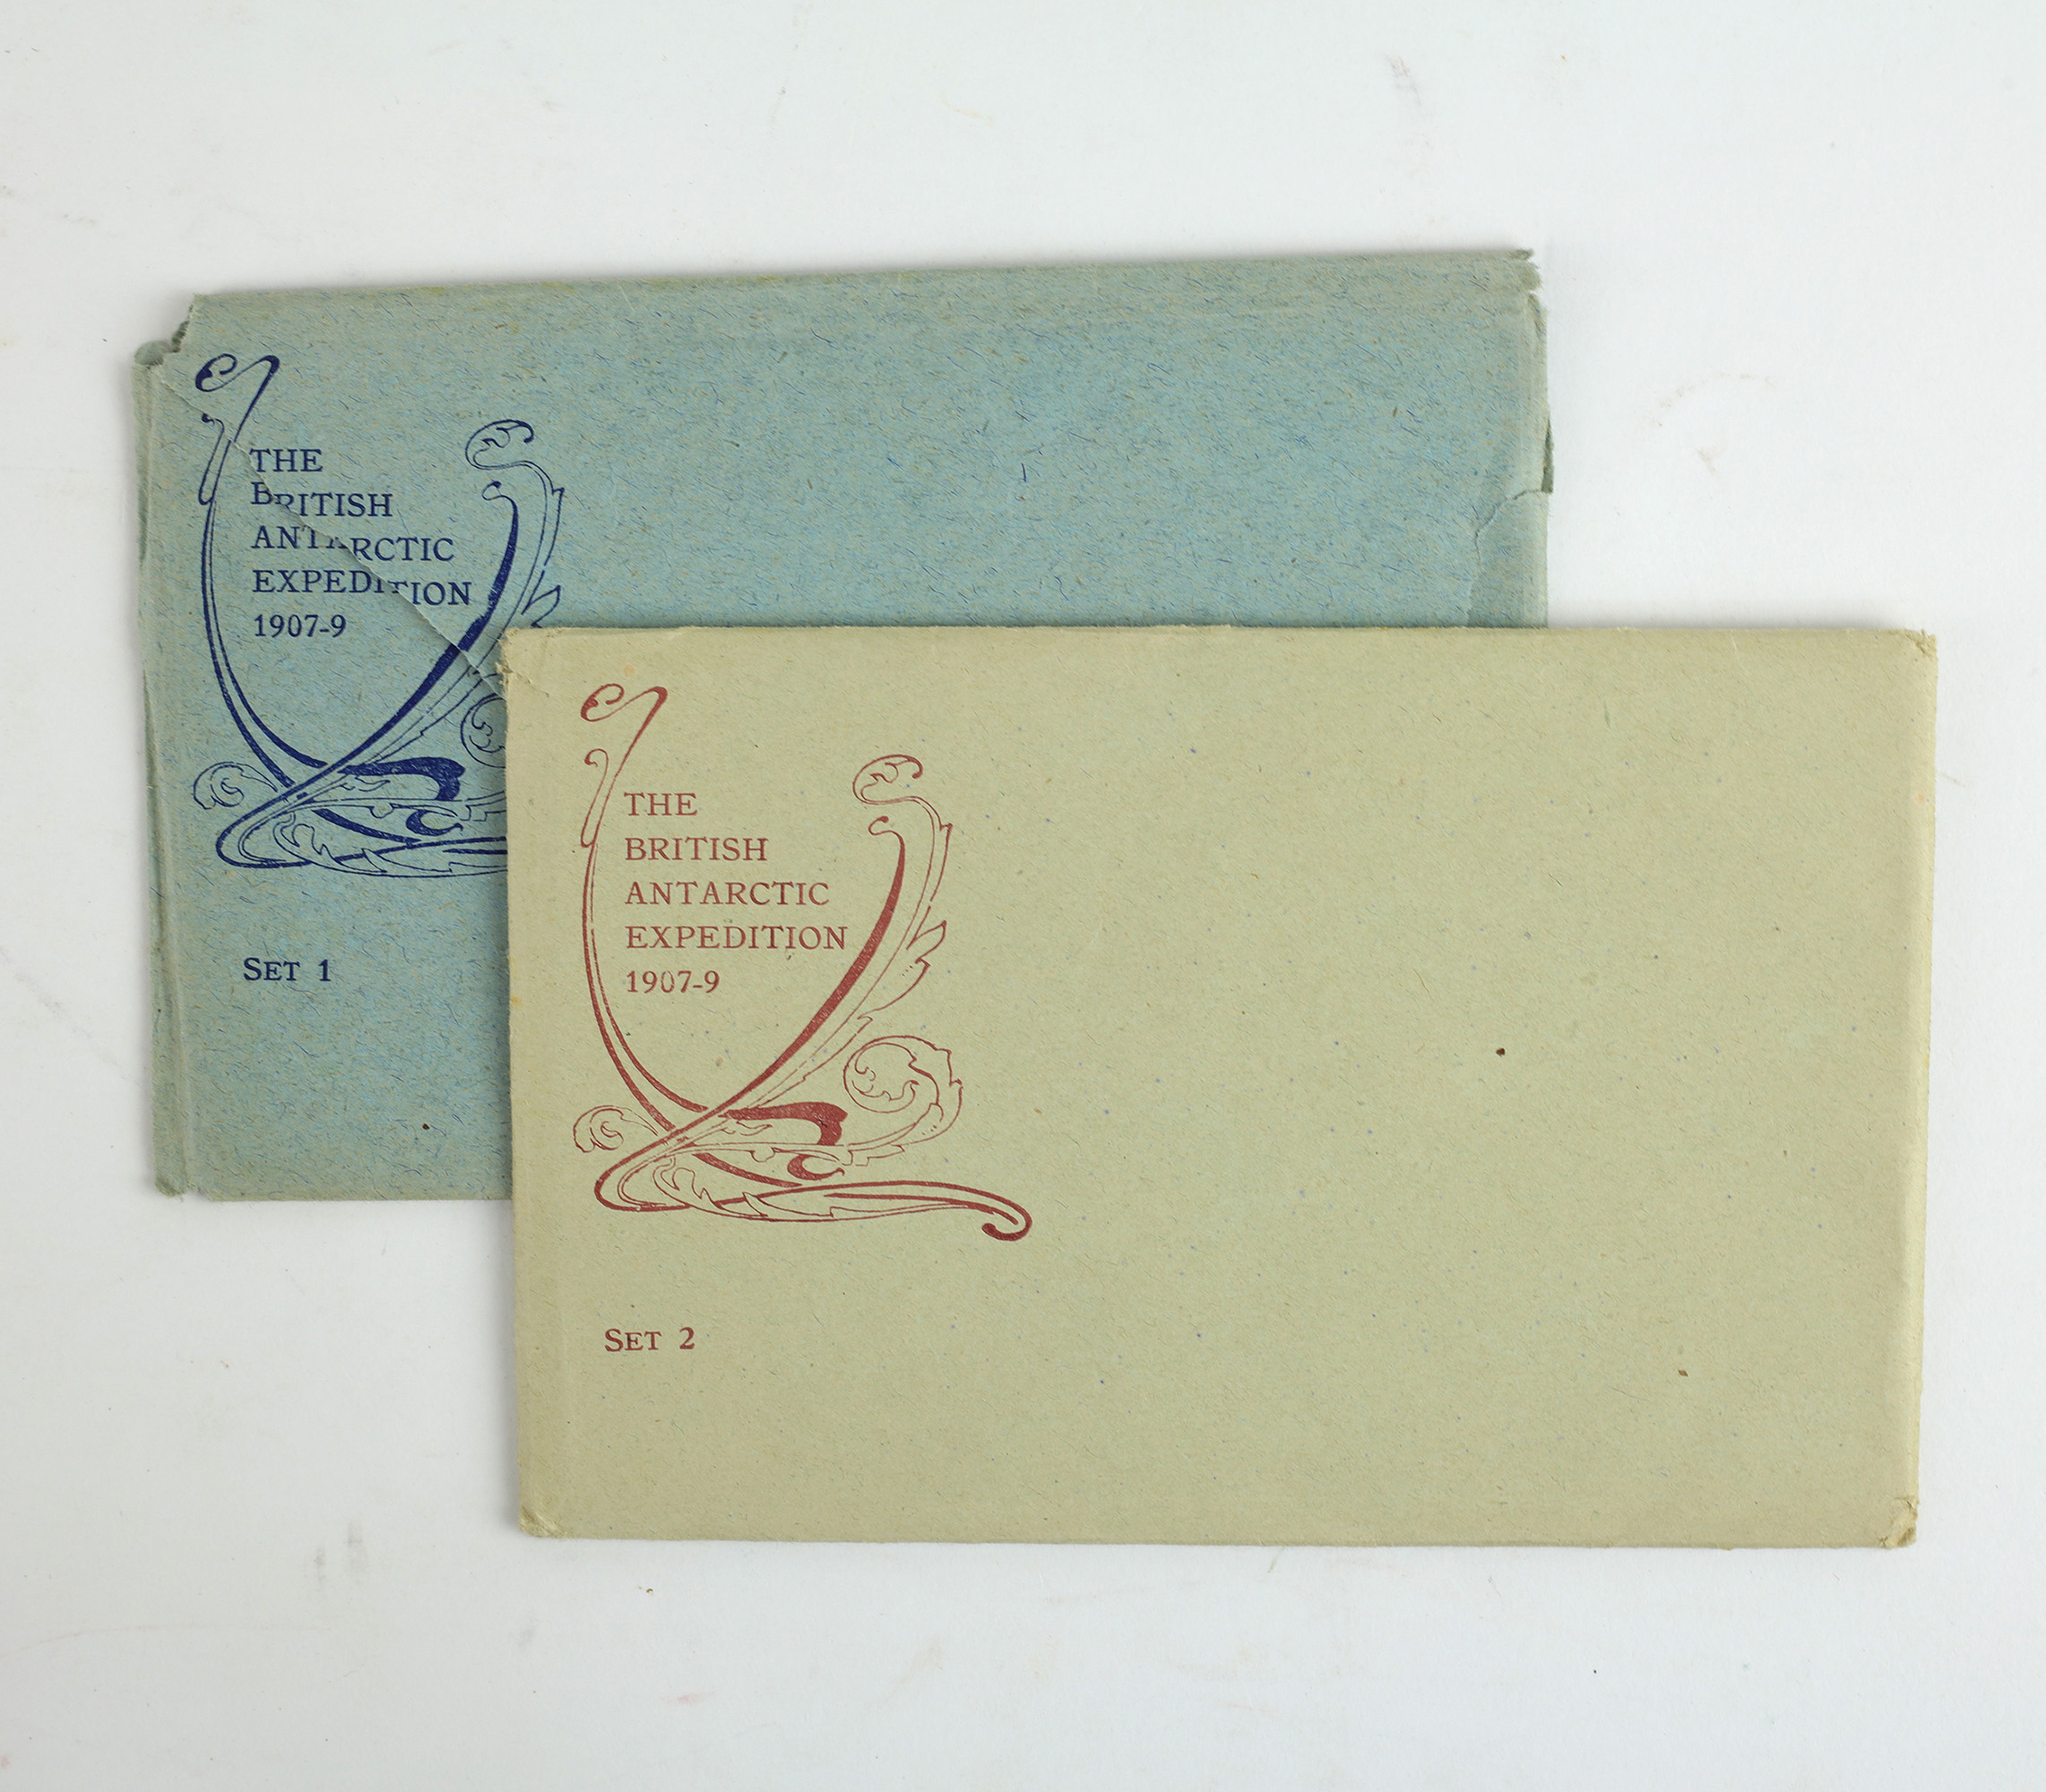 THE
BRITISH
ANTARCTIC
EXPEDITION
1907-9
SET 1
THE
BRITISH
ANTARCTIC
EXPEDITION
1907-9
SET 2